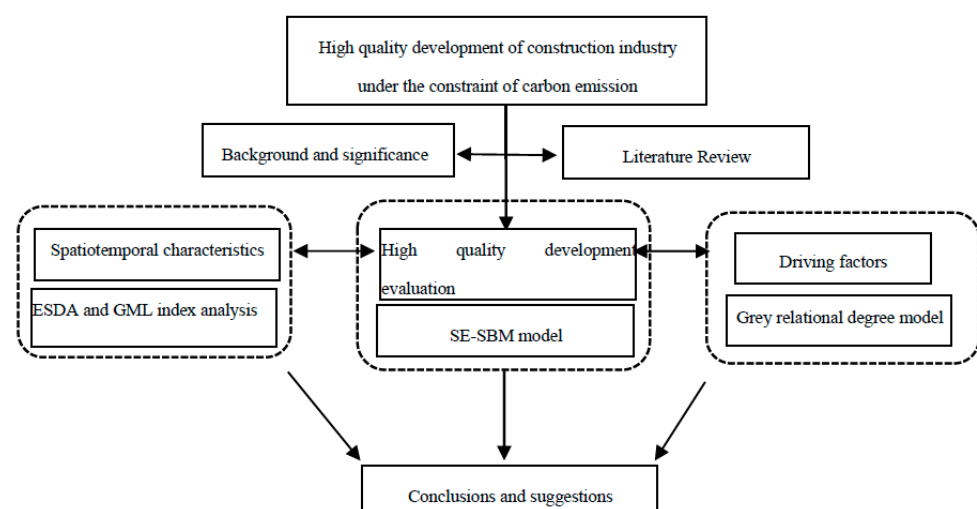 High quality development of construction industry
under the constraint of carbon emission
Background and significance
Literature Review
Spatiotemporal characteristics
ESDA and GML index analysis
High quality development
evaluation
SE-SBM model
Driving factors
Grey relational degree model
Conclusions and suggestions